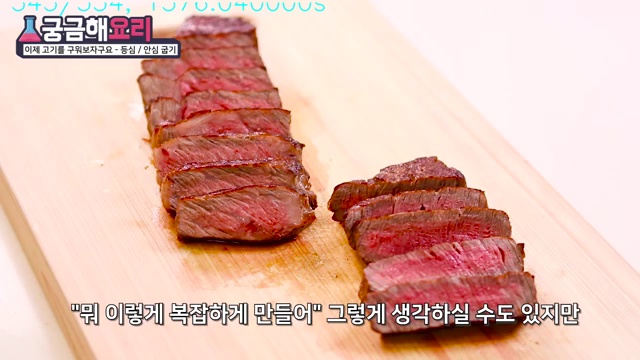 궁금해요리
이제 고기를 구워보자구요 - 등심 / 안심 굽기
"뭐 이렇게 복잡하게 만들어" 그렇게 생각하실 수도 있지만